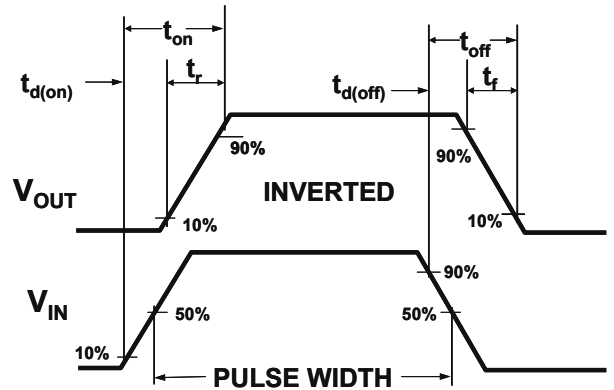 t_on
t_off
t_d(on)
t_r
t_d(off)
t_f
90%
90%
V_OUT
INVERTED
10%
10%
90%
V_IN
50%
50%
10%
PULSE WIDTH